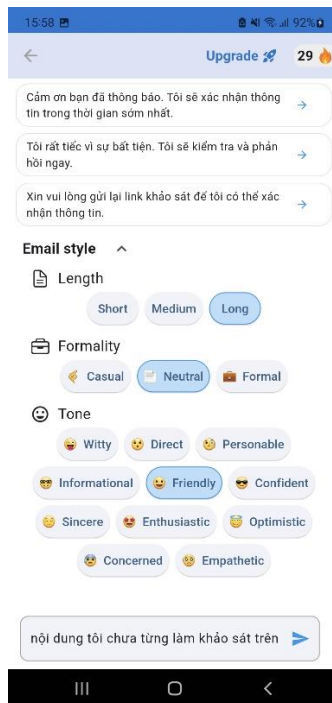 15:58 92%
Upgrade 29
Cảm ơn bạn đã thông báo. Tôi sẽ xác nhận thông
tin trong thời gian sớm nhất.
Tôi rất tiếc vì sự bất tiện. Tôi sẽ kiểm tra và phản
hồi ngay.
Xin vui lòng gửi lại link khảo sát để tôi có thể xác
nhận thông tin.
Email style
Length
Short Medium Long
Formality
Casual Neutral Formal
Tone
Witty Direct Personable
Informational Friendly Confident
Sincere Enthusiastic Optimistic
Concerned Empathetic
nội dung tôi chưa từng làm khảo sát trên